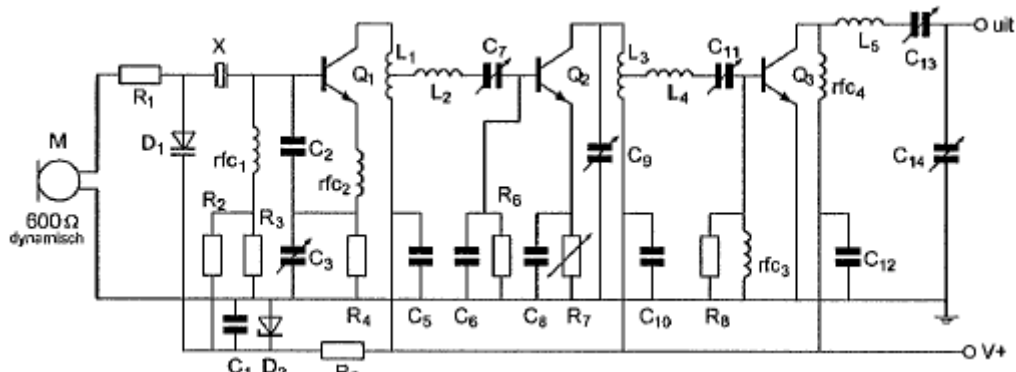 X
R1
D1
M
600Ω
dynamisch
rfc1
R2
R3
C2
C3
Q1
rfc2
R4
L1
L2
C7
C5
C6
R6
C8
Q2
R7
C9
L3
L4
C11
C10
R8
rfc3
Q3
rfc4
L5
C13
uit
C14
C12
V+